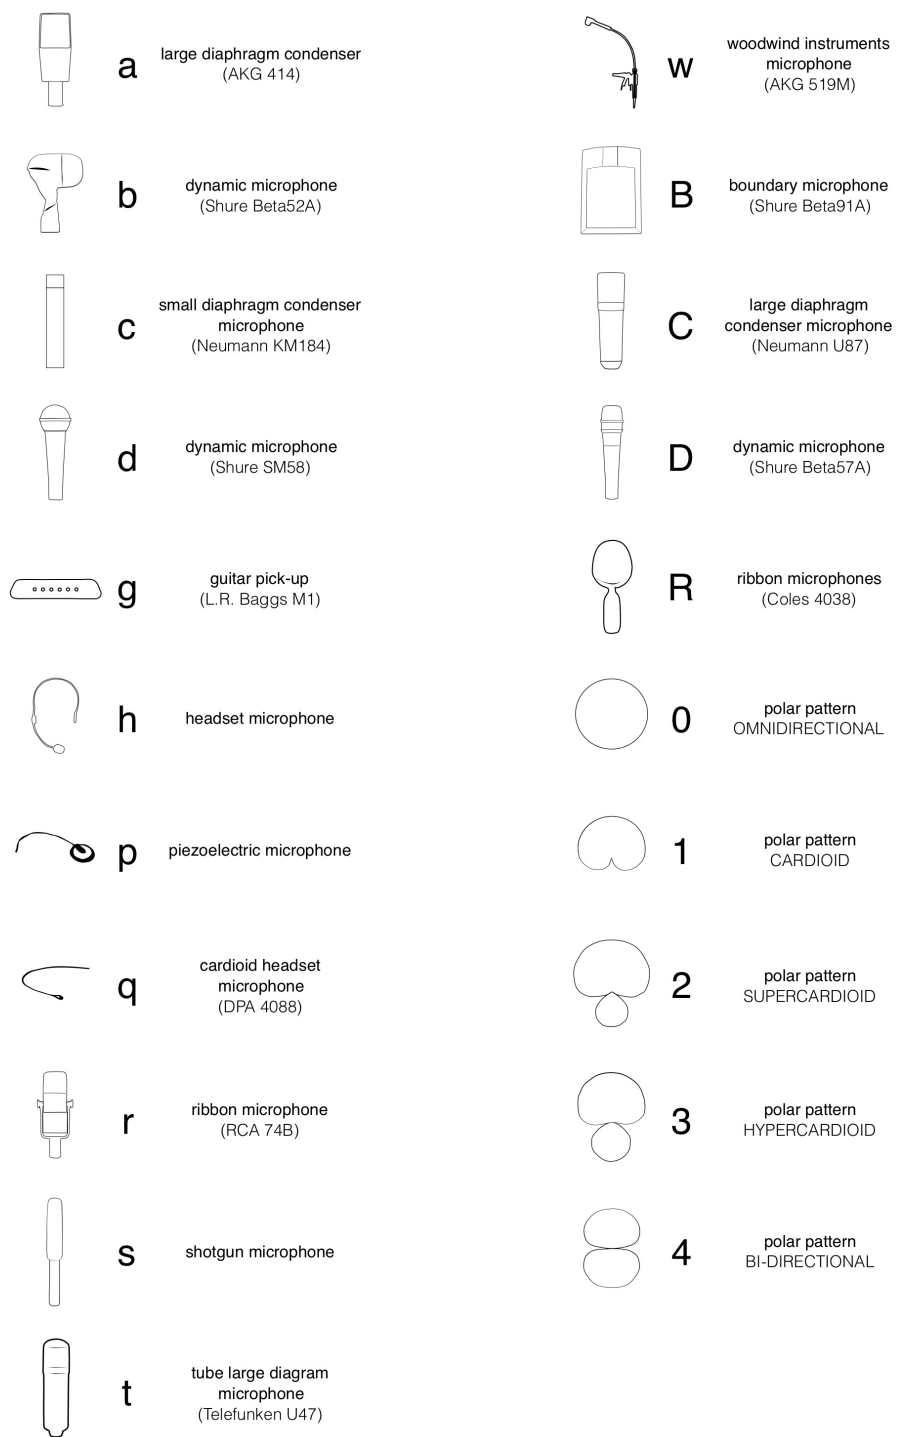 a
large diaphragm condenser
(AKG 414)
b
dynamic microphone
(Shure Beta52A)
c
small diaphragm condenser
microphone
(Neumann KM184)
d
dynamic microphone
(Shure SM58)
g
guitar pick-up
(L.R. Baggs M1)
h
headset microphone
p
piezoelectric microphone
q
cardioid headset
microphone
(DPA 4088)
r
ribbon microphone
(RCA 74B)
s
shotgun microphone
t
tube large diagram
microphone
(Telefunken U47)
w
woodwind instruments
microphone
(AKG 519M)
B
boundary microphone
(Shure Beta91A)
C
large diaphragm
condenser microphone
(Neumann U87)
D
dynamic microphone
(Shure Beta57A)
R
ribbon microphones
(Coles 4038)
0
polar pattern
OMNIDIRECTIONAL
1
polar pattern
CARDIOID
2
polar pattern
SUPERCARDIOID
3
polar pattern
HYPERCARDIOID
4
polar pattern
BI-DIRECTIONAL